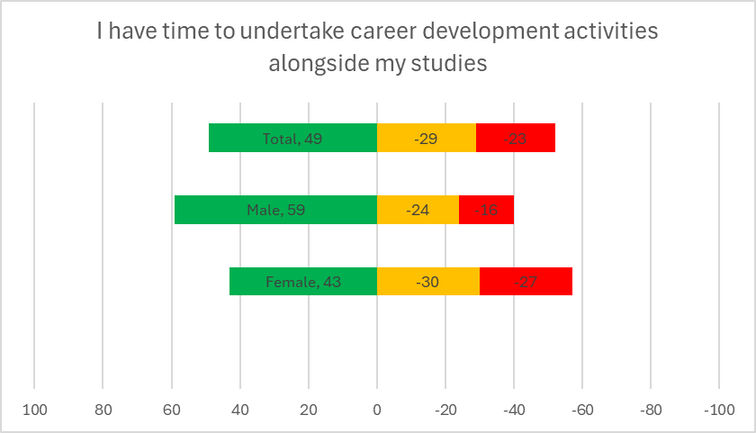 I have time to undertake career development activities
alongside my studies
Total, 49 -29 -23
Male, 59 -24 -16
Female, 43 -30 -27
100 80 60 40 20 0 -20 -40 -60 -80 -100